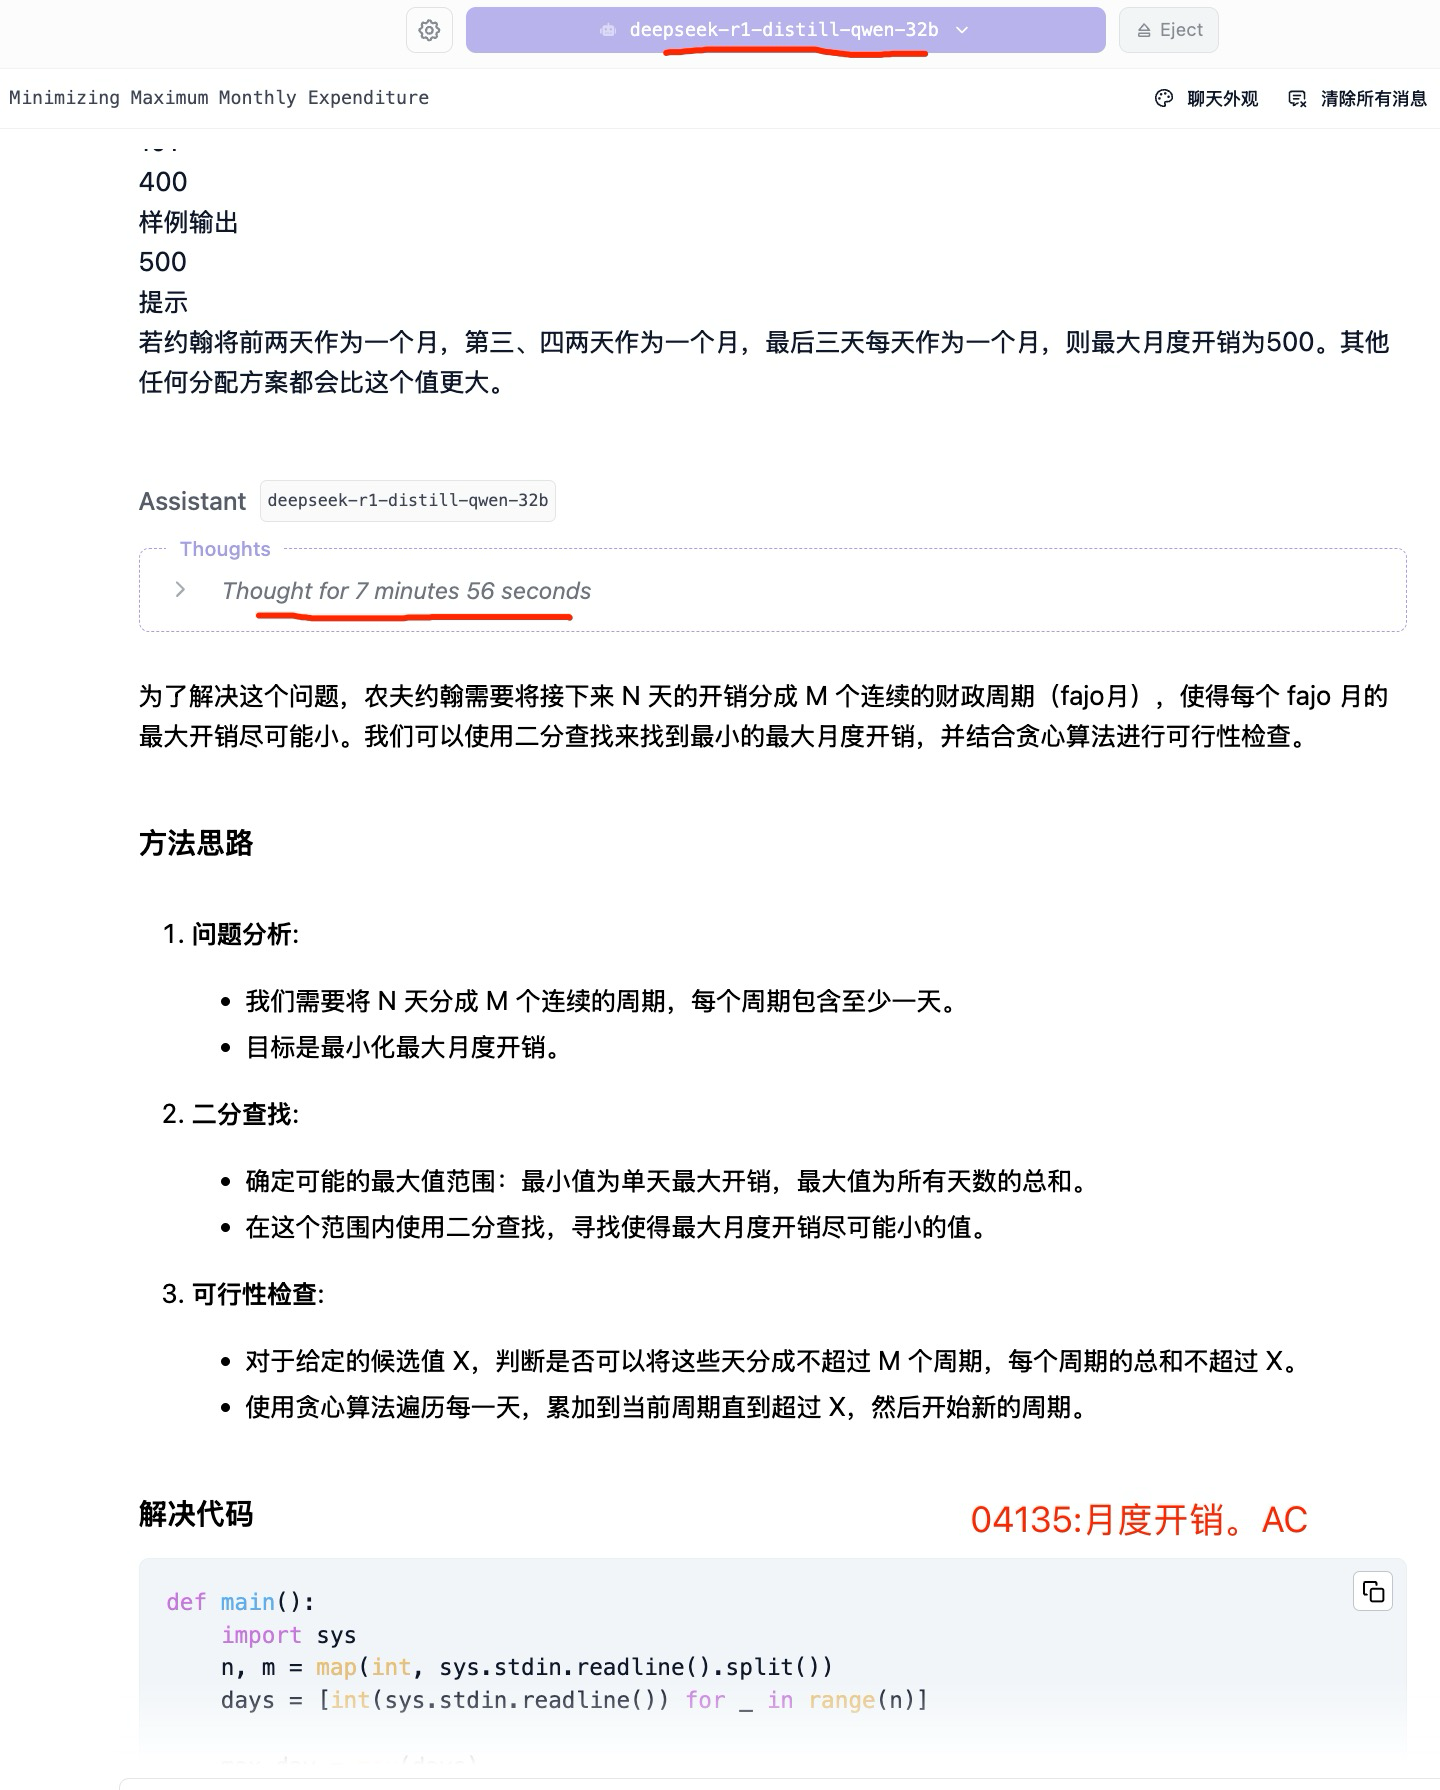 deepseek-r1-distill-qwen-32b
Eject
Minimizing Maximum Monthly Expenditure
聊天外观
清除所有消息
400
样例输出
500
提示
若约翰将前两天作为一个月，第三、四两天作为一个月，最后三天每天作为一个月，则最大月度开销为500。其他
任何分配方案都会比这个值更大。
Assistant deepseek-r1-distill-qwen-32b
Thoughts
Thought for 7 minutes 56 seconds
为了解决这个问题，农夫约翰需要将接下来 N 天的开销分成 M 个连续的财政周期（fajo月），使得每个 fajo 月的
最大开销尽可能小。我们可以使用二分查找来找到最小的最大月度开销，并结合贪心算法进行可行性检查。
方法思路
1. 问题分析:
• 我们需要将 N 天分成 M 个连续的周期，每个周期包含至少一天。
• 目标是最小化最大月度开销。
2. 二分查找:
• 确定可能的最大值范围：最小值为单天最大开销，最大值为所有天数的总和。
• 在这个范围内使用二分查找，寻找使得最大月度开销尽可能小的值。
3. 可行性检查:
• 对于给定的候选值 X，判断是否可以将这些天分成不超过 M 个周期，每个周期的总和不超过 X。
• 使用贪心算法遍历每一天，累加到当前周期直到超过 X，然后开始新的周期。
解决代码
04135:月度开销。AC
def main():
    import sys
    n, m = map(int, sys.stdin.readline().split())
    days = [int(sys.stdin.readline()) for _ in range(n)]